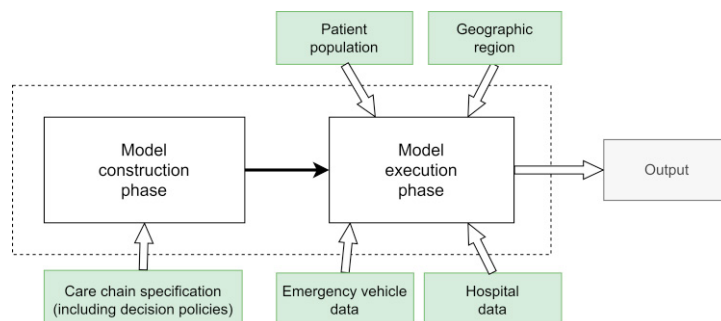 Patient
population
Geographic
region
Model
construction
phase
Model
execution
phase
Output
Care chain specification
(including decision policies)
Emergency vehicle
data
Hospital
data